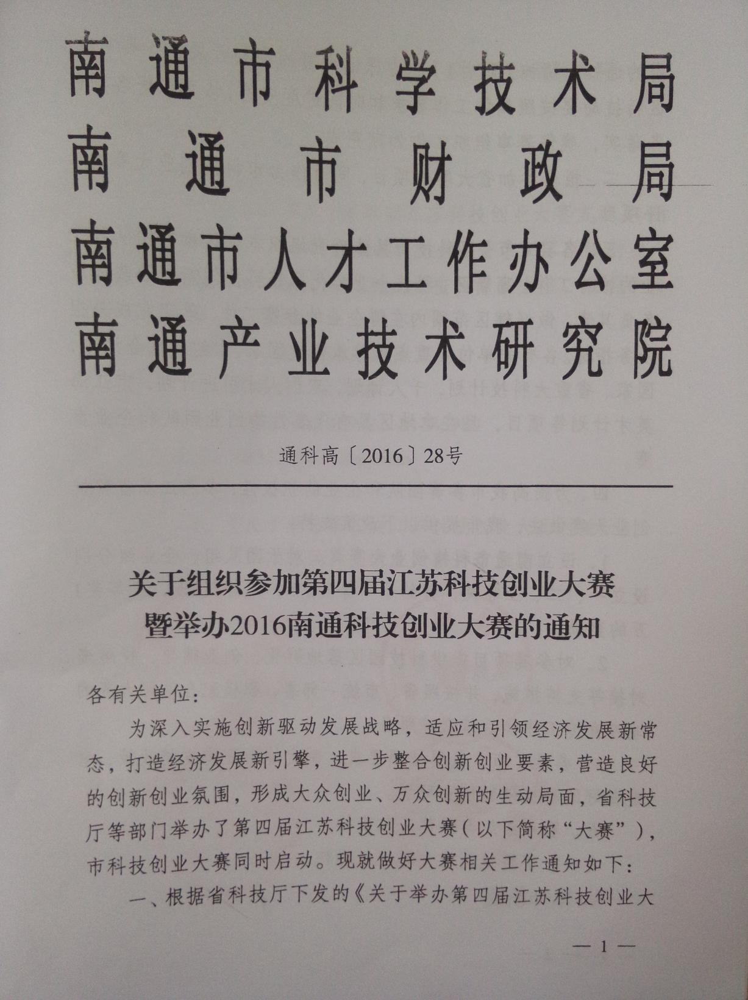 南通市科学技术局
南通市财政局
南通市人才工作办公室
南通产业技术研究院
通科高〔2016〕28号
关于组织参加第四届江苏科技创业大赛
暨举办2016南通科技创业大赛的通知
各有关单位：
为深入实施创新驱动发展战略，适应和引领经济发展新常
态，打造经济发展新引擎，进一步整合创新创业要素，营造良好
的创新创业氛围，形成大众创业、万众创新的生动局面，省科技
厅等部门举办了第四届江苏科技创业大赛（以下简称“大赛”），
市科技创业大赛同时启动。现就做好大赛相关工作通知如下：
一、根据省科技厅下发的《关于举办第四届江苏科技创业大
— 1 —